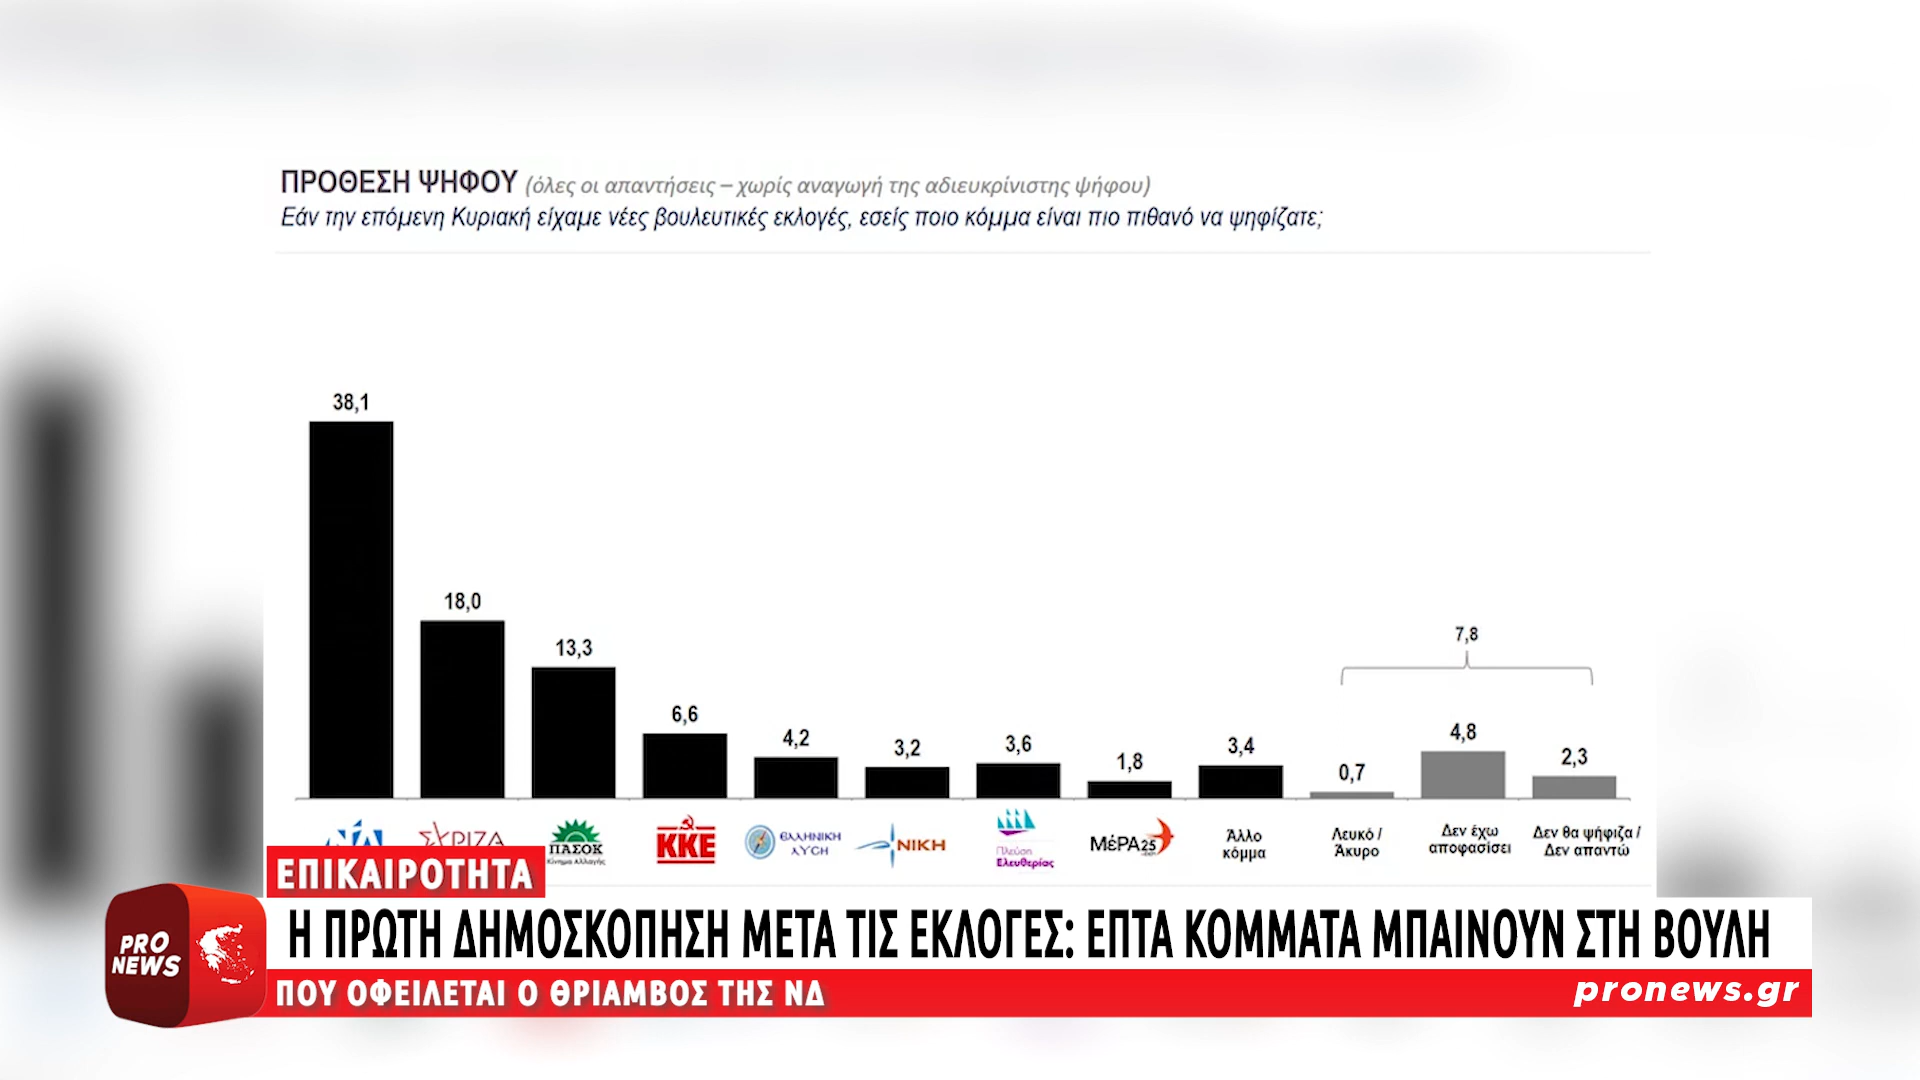 ΠΡΟΘΕΣΗ ΨΗΦΟΥ (όλες οι απαντήσεις – χωρίς αναγωγή της αδιευκρίνιστης ψήφου)
Εάν την επόμενη Κυριακή είχαμε νέες βουλευτικές εκλογές, εσείς ποιο κόμμα είναι πιο πιθανό να ψηφίζατε;
38,1
18,0
13,3
6,6
4,2
3,2
3,6
1,8
3,4
0,7
4,8
2,3
7,8
ΝΔ
ΣΥΡΙΖΑ
ΠΑΣΟΚ
Κίνημα Αλλαγής
ΚΚΕ
ΕΛΛΗΝΙΚΗ
ΛΥΣΗ
ΝΙΚΗ
Πλεύση
Ελευθερίας
ΜέΡΑ25
Άλλο
κόμμα
Λευκό /
Άκυρο
Δεν έχω
αποφασίσει
Δεν θα ψήφιζα /
Δεν απαντώ
ΕΠΙΚΑΙΡΟΤΗΤΑ
PRO
NEWS
Η ΠΡΩΤΗ ΔΗΜΟΣΚΟΠΗΣΗ ΜΕΤΑ ΤΙΣ ΕΚΛΟΓΕΣ: ΕΠΤΑ ΚΟΜΜΑΤΑ ΜΠΑΙΝΟΥΝ ΣΤΗ ΒΟΥΛΗ
ΠΟΥ ΟΦΕΙΛΕΤΑΙ Ο ΘΡΙΑΜΒΟΣ ΤΗΣ ΝΔ
pronews.gr